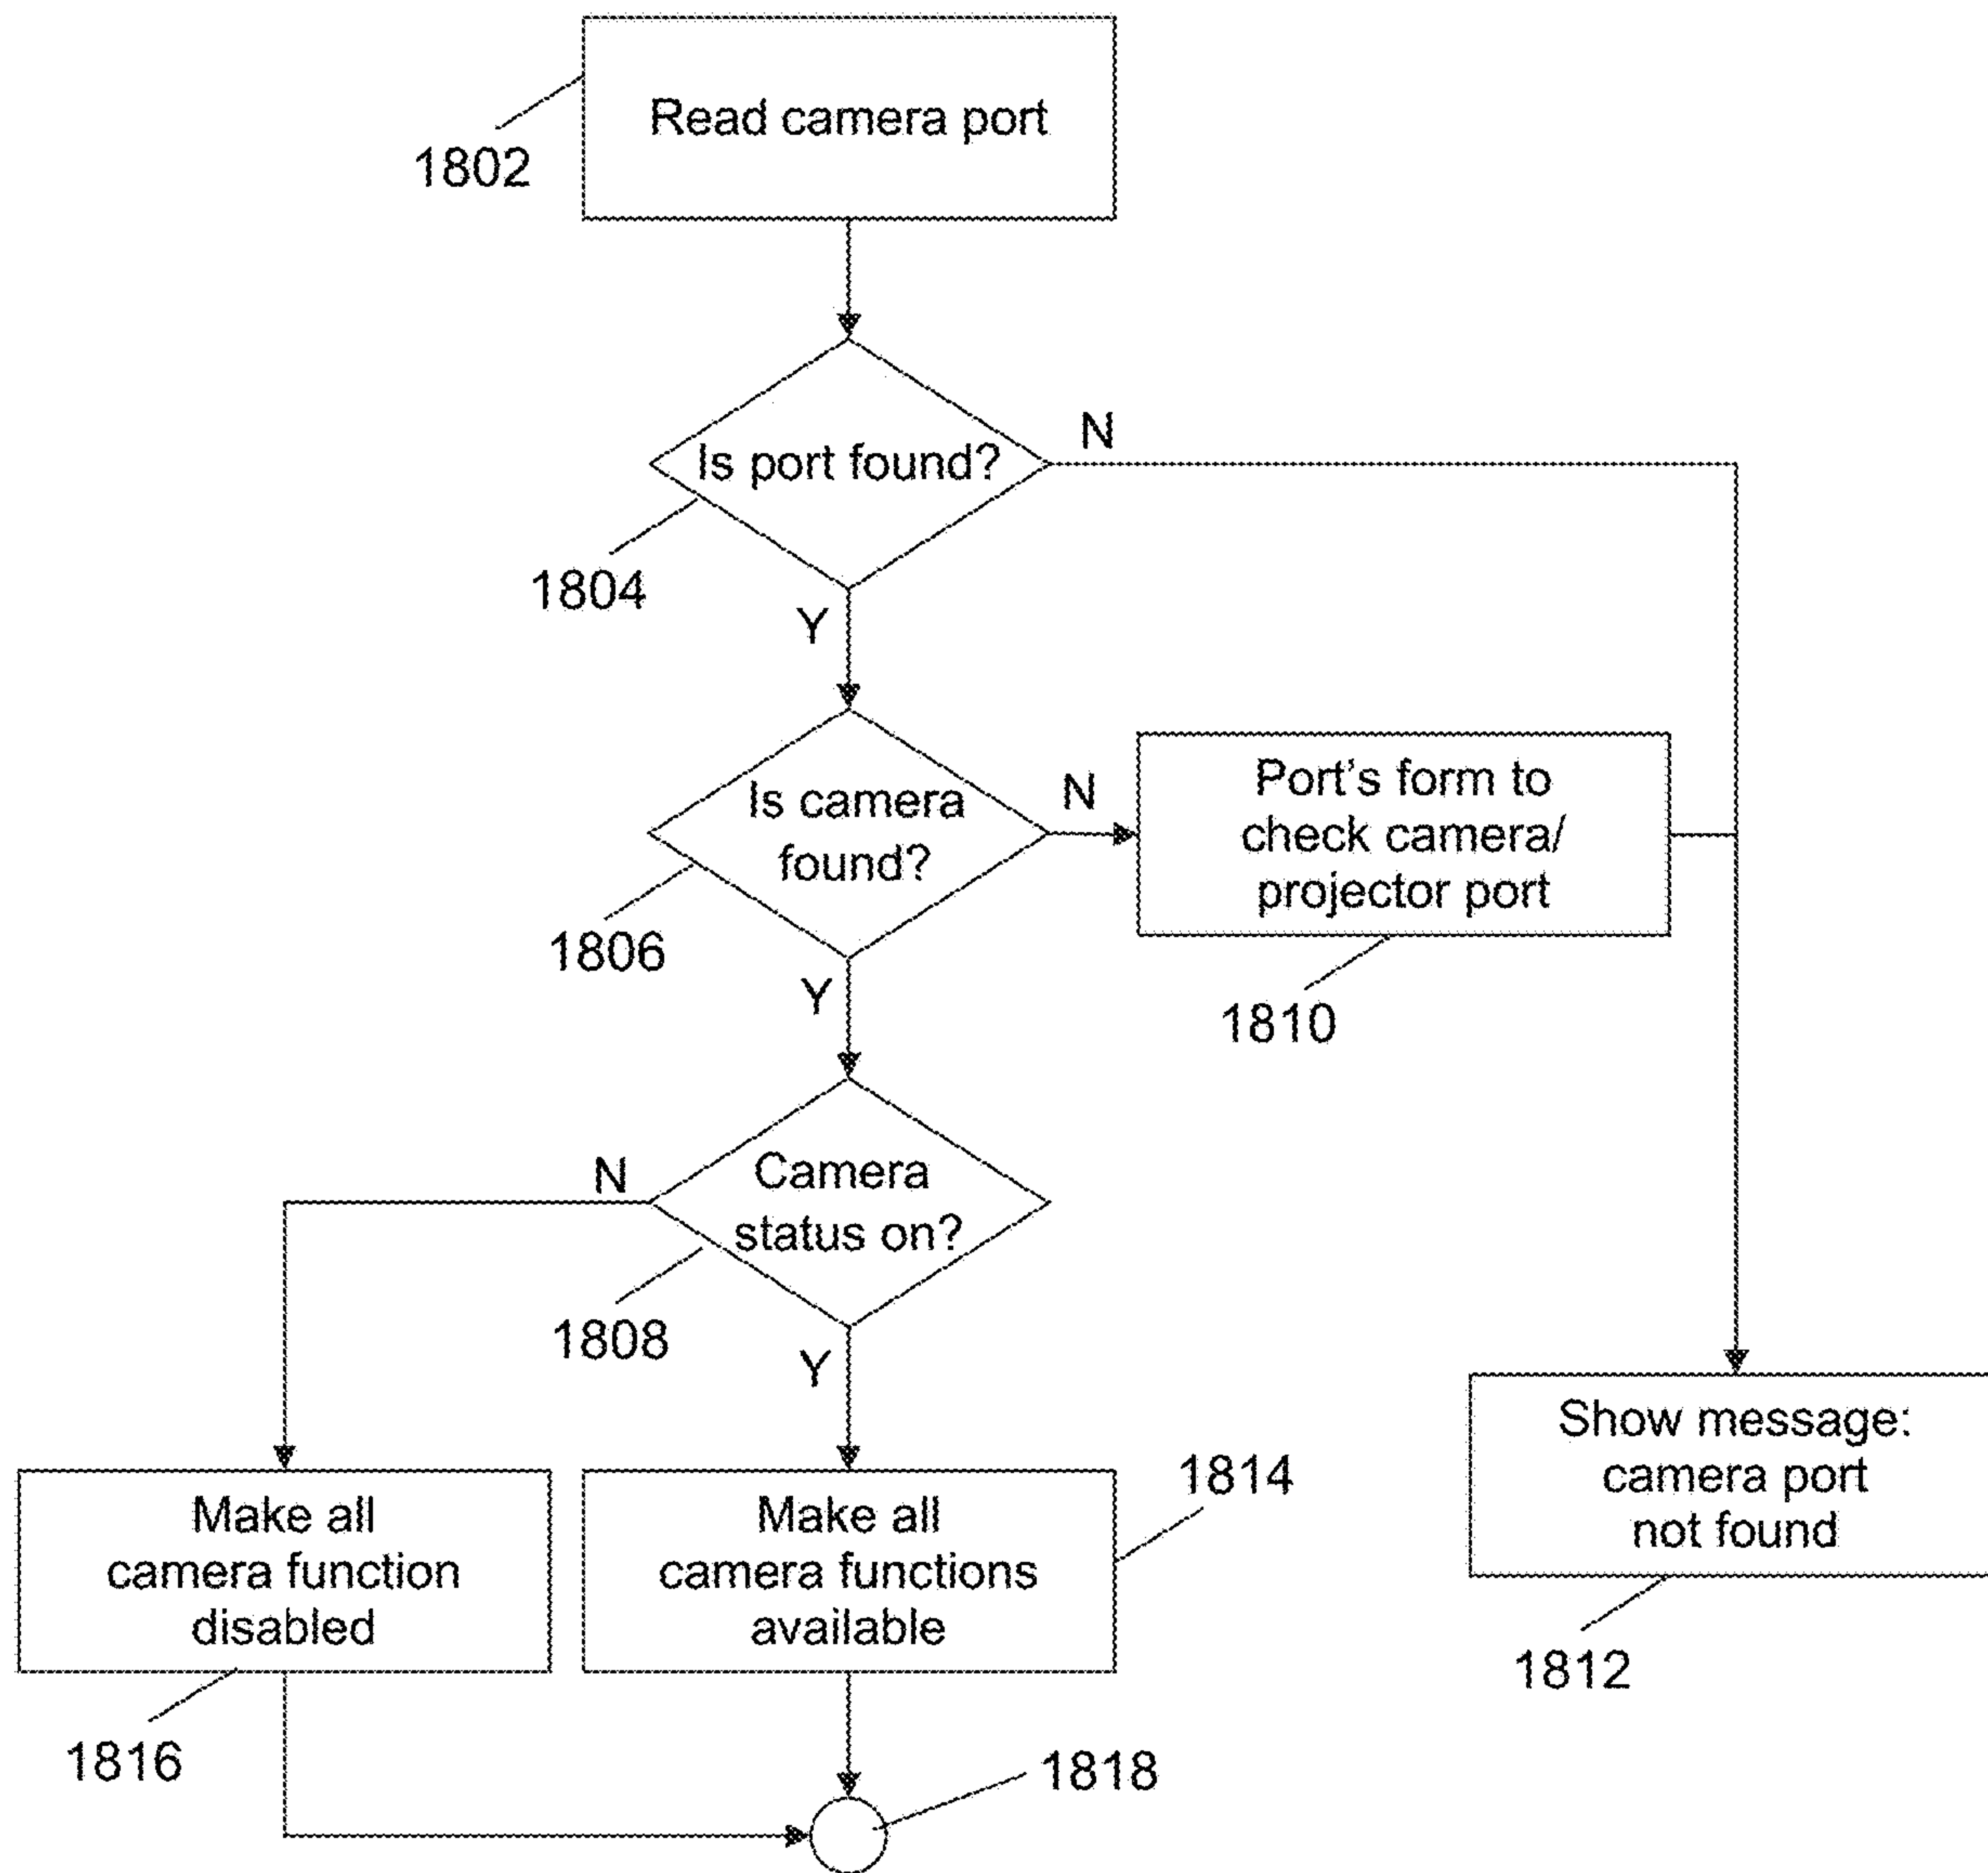 Read camera port
1802
Is port found?
N
1804
Y
Is camera
found?
N
Port's form to
check camera/
projector port
1806
1810
Y
Camera
status on?
N
1808
Y
Make all
camera function
disabled
Make all
camera functions
available
1814
Show message:
camera port
not found
1812
1816
1818